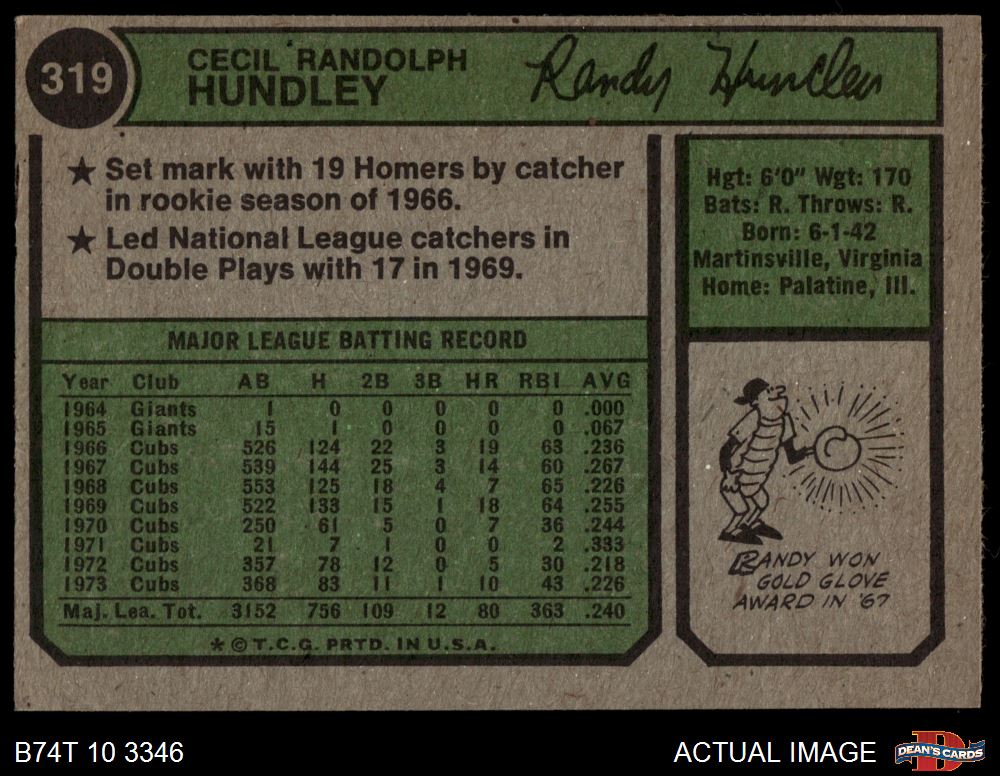 319
CECIL RANDOLPH
HUNDLEY
Randy Hundley
★ Set mark with 19 Homers by catcher
in rookie season of 1966.
★ Led National League catchers in
Double Plays with 17 in 1969.
Hgt: 6'0" Wgt: 170
Bats: R. Throws: R.
Born: 6-1-42
Martinsville, Virginia
Home: Palatine, Ill.
MAJOR LEAGUE BATTING RECORD
Year Club AB H 2B 3B HR RBI AVG
1964 Giants 1 0 0 0 0 0 .000
1965 Giants 15 1 0 0 0 0 .067
1966 Cubs 526 124 22 3 19 63 .236
1967 Cubs 539 144 25 3 14 60 .267
1968 Cubs 553 125 18 4 7 65 .226
1969 Cubs 522 133 15 1 18 64 .255
1970 Cubs 250 61 5 0 7 36 .244
1971 Cubs 21 7 1 0 0 2 .333
1972 Cubs 357 78 12 0 5 30 .218
1973 Cubs 368 83 11 1 10 43 .226
Maj. Lea. Tot. 3152 756 109 12 80 363 .240
*© T.C.G. PRTD. IN U.S.A.
RANDY WON
GOLD GLOVE
AWARD IN '67
B74T 10 3346
ACTUAL IMAGE
D
DEAN'S CARDS